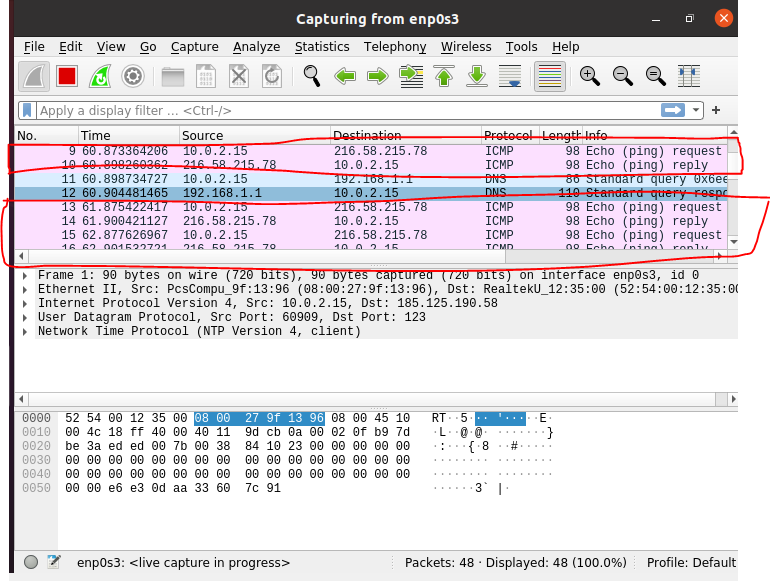 Capturing from enp0s3
File Edit View Go Capture Analyze Statistics Telephony Wireless Tools Help
Apply a display filter ... <Ctrl-/>
No. Time Source Destination Protocol Length Info
9 60.873364206 10.0.2.15 216.58.215.78 ICMP 98 Echo (ping) request
10 60.898260362 216.58.215.78 10.0.2.15 ICMP 98 Echo (ping) reply
11 60.898734727 10.0.2.15 192.168.1.1 DNS 86 Standard query 0x6ee
12 60.904481465 192.168.1.1 10.0.2.15 DNS 110 Standard query respo
13 61.875422417 10.0.2.15 216.58.215.78 ICMP 98 Echo (ping) request
14 61.900421127 216.58.215.78 10.0.2.15 ICMP 98 Echo (ping) reply
15 62.877626967 10.0.2.15 216.58.215.78 ICMP 98 Echo (ping) request
16 62.901532721 216.58.215.78 10.0.2.15 ICMP 98 Echo (ping) reply
Frame 1: 90 bytes on wire (720 bits), 90 bytes captured (720 bits) on interface enp0s3, id 0
Ethernet II, Src: PcsCompu_9f:13:96 (08:00:27:9f:13:96), Dst: RealtekU_12:35:00 (52:54:00:12:35:00
Internet Protocol Version 4, Src: 10.0.2.15, Dst: 185.125.190.58
User Datagram Protocol, Src Port: 60909, Dst Port: 123
Network Time Protocol (NTP Version 4, client)
0000 52 54 00 12 35 00 08 00 27 9f 13 96 08 00 45 10 RT··5··· '·····E·
0010 00 4c 18 ff 40 00 40 11 9d cb 0a 00 02 0f b9 7d ·L··@·@· ·······}
0020 be 3a ed ed 00 7b 00 38 84 10 23 00 00 00 00 00 ·:···{·8 ··#·····
0030 00 00 00 00 00 00 00 00 00 00 00 00 00 00 00 00 ········ ········
0040 00 00 00 00 00 00 00 00 00 00 00 00 00 00 00 00 ········ ········
0050 00 00 e6 e3 0d aa 33 60 7c 91 ······3` |·
enp0s3: <live capture in progress> Packets: 48 · Displayed: 48 (100.0%) Profile: Default